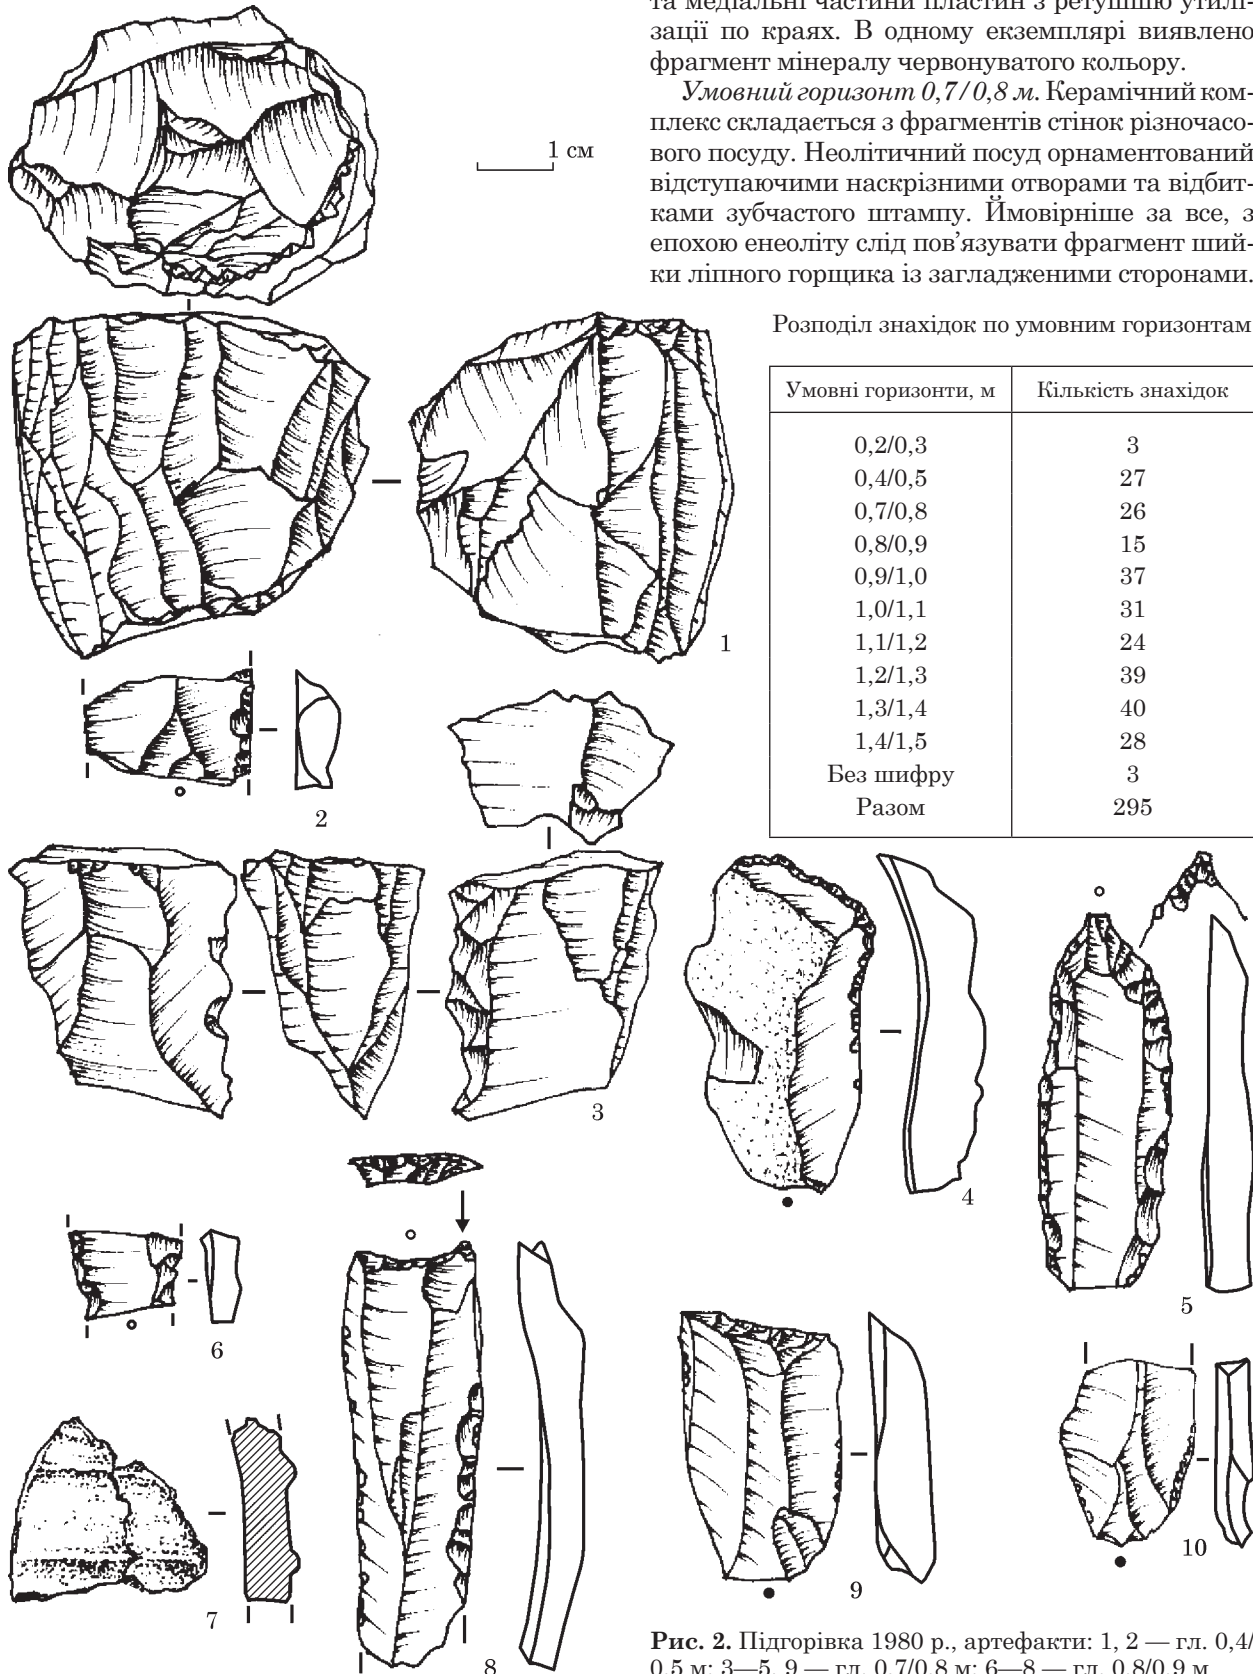 та медіальні частини пластин з ретушшю утилі-
зації по краях. В одному екземплярі виявлено
фрагмент мінералу червонуватого кольору.
Умовний горизонт 0,7/0,8 м. Керамічний ком-
плекс складається з фрагментів стінок різночасо-
вого посуду. Неолітичний посуд орнаментований
відступаючими наскрізними отворами та відбит-
ками зубчастого штампу. Ймовірніше за все, з
епохою енеоліту слід пов’язувати фрагмент ший-
ки ліпного горщика із загладженими сторонами.
1 см
Розподіл знахідок по умовним горизонтам
Умовні горизонти, м Кількість знахідок
0,2/0,3 3
0,4/0,5 27
0,7/0,8 26
0,8/0,9 15
0,9/1,0 37
1,0/1,1 31
1,1/1,2 24
1,2/1,3 39
1,3/1,4 40
1,4/1,5 28
Без шифру 3
Разом 295
1
2
3
4
5
6
7
8
9
10
Рис. 2. Підгорівка 1980 р., артефакти: 1, 2 — гл. 0,4/
0,5 м; 3—5, 9 — гл. 0,7/0,8 м; 6—8 — гл. 0,8/0,9 м